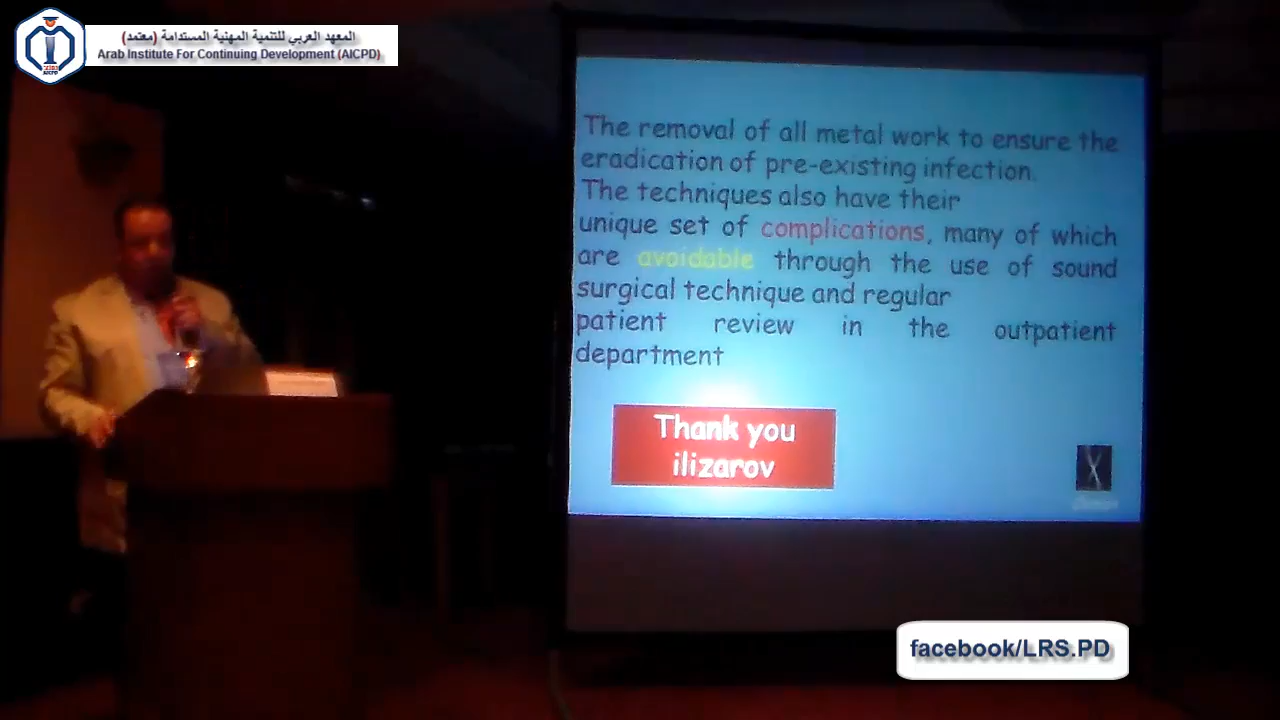 المعهد العربي للتنمية المهنية المستدامة (معتمد)
Arab Institute For Continuing Development (AICPD)
AICPD
The removal of all metal work to ensure the
eradication of pre-existing infection.
The techniques also have their
unique set of complications, many of which
are avoidable through the use of sound
surgical technique and regular
patient review in the outpatient
department
Thank you
ilizarov
facebook/LRS.PD